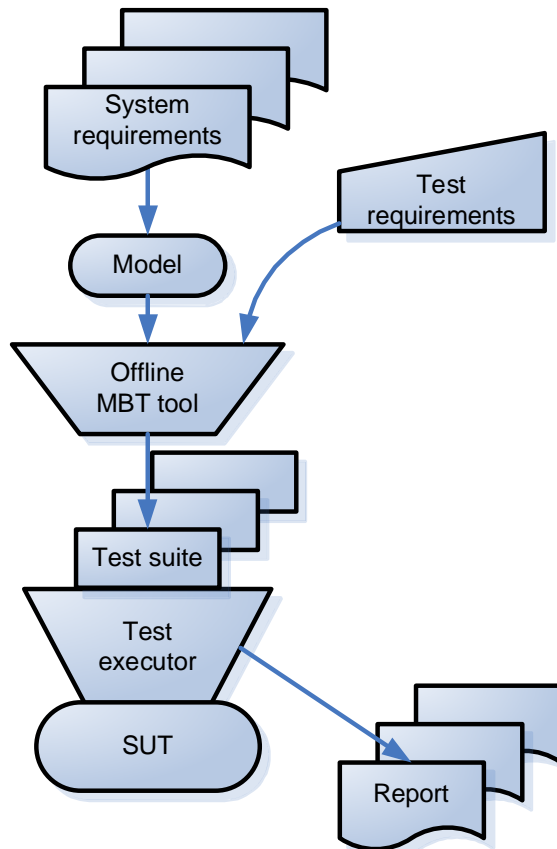 System
requirements
Test
requirements
Model
Offline
MBT tool
Test suite
Test
executor
SUT
Report